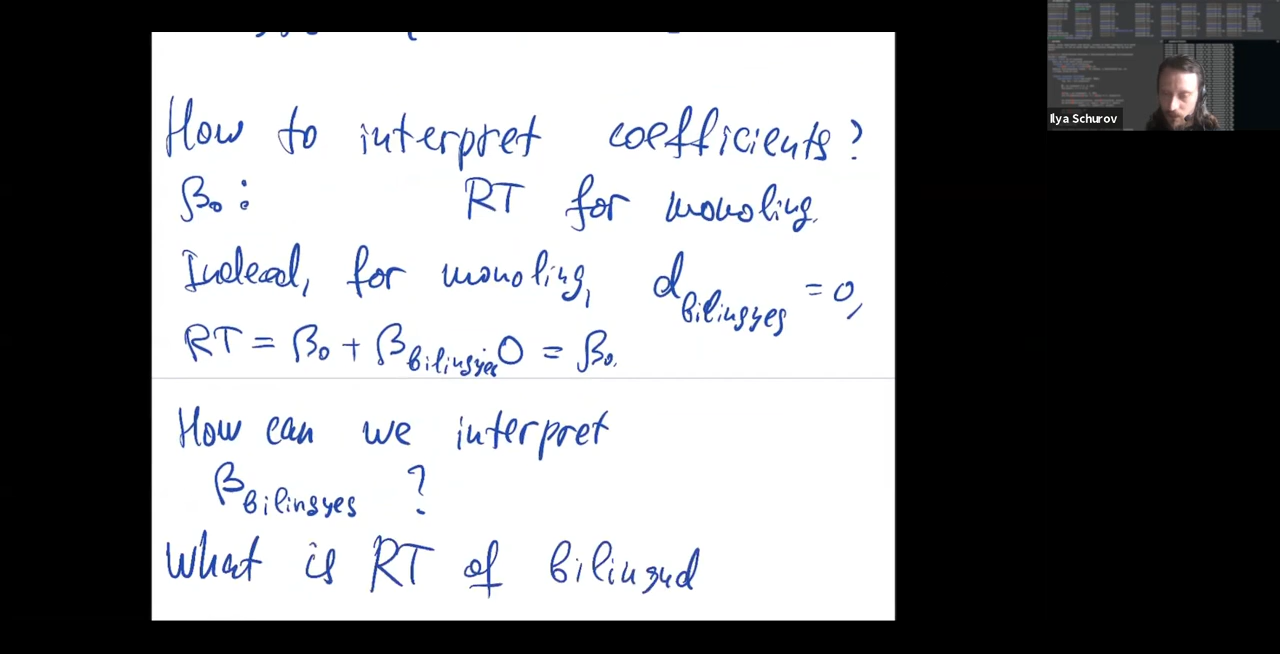 How to interpret coefficients?
β₀: RT for monoling.
Indeed, for monoling, d_bilingyes = 0,
RT = β₀ + β_bilingyes·0 = β₀.
How can we interpret
β_bilingyes ?
What is RT of bilingual
Ilya Schurov